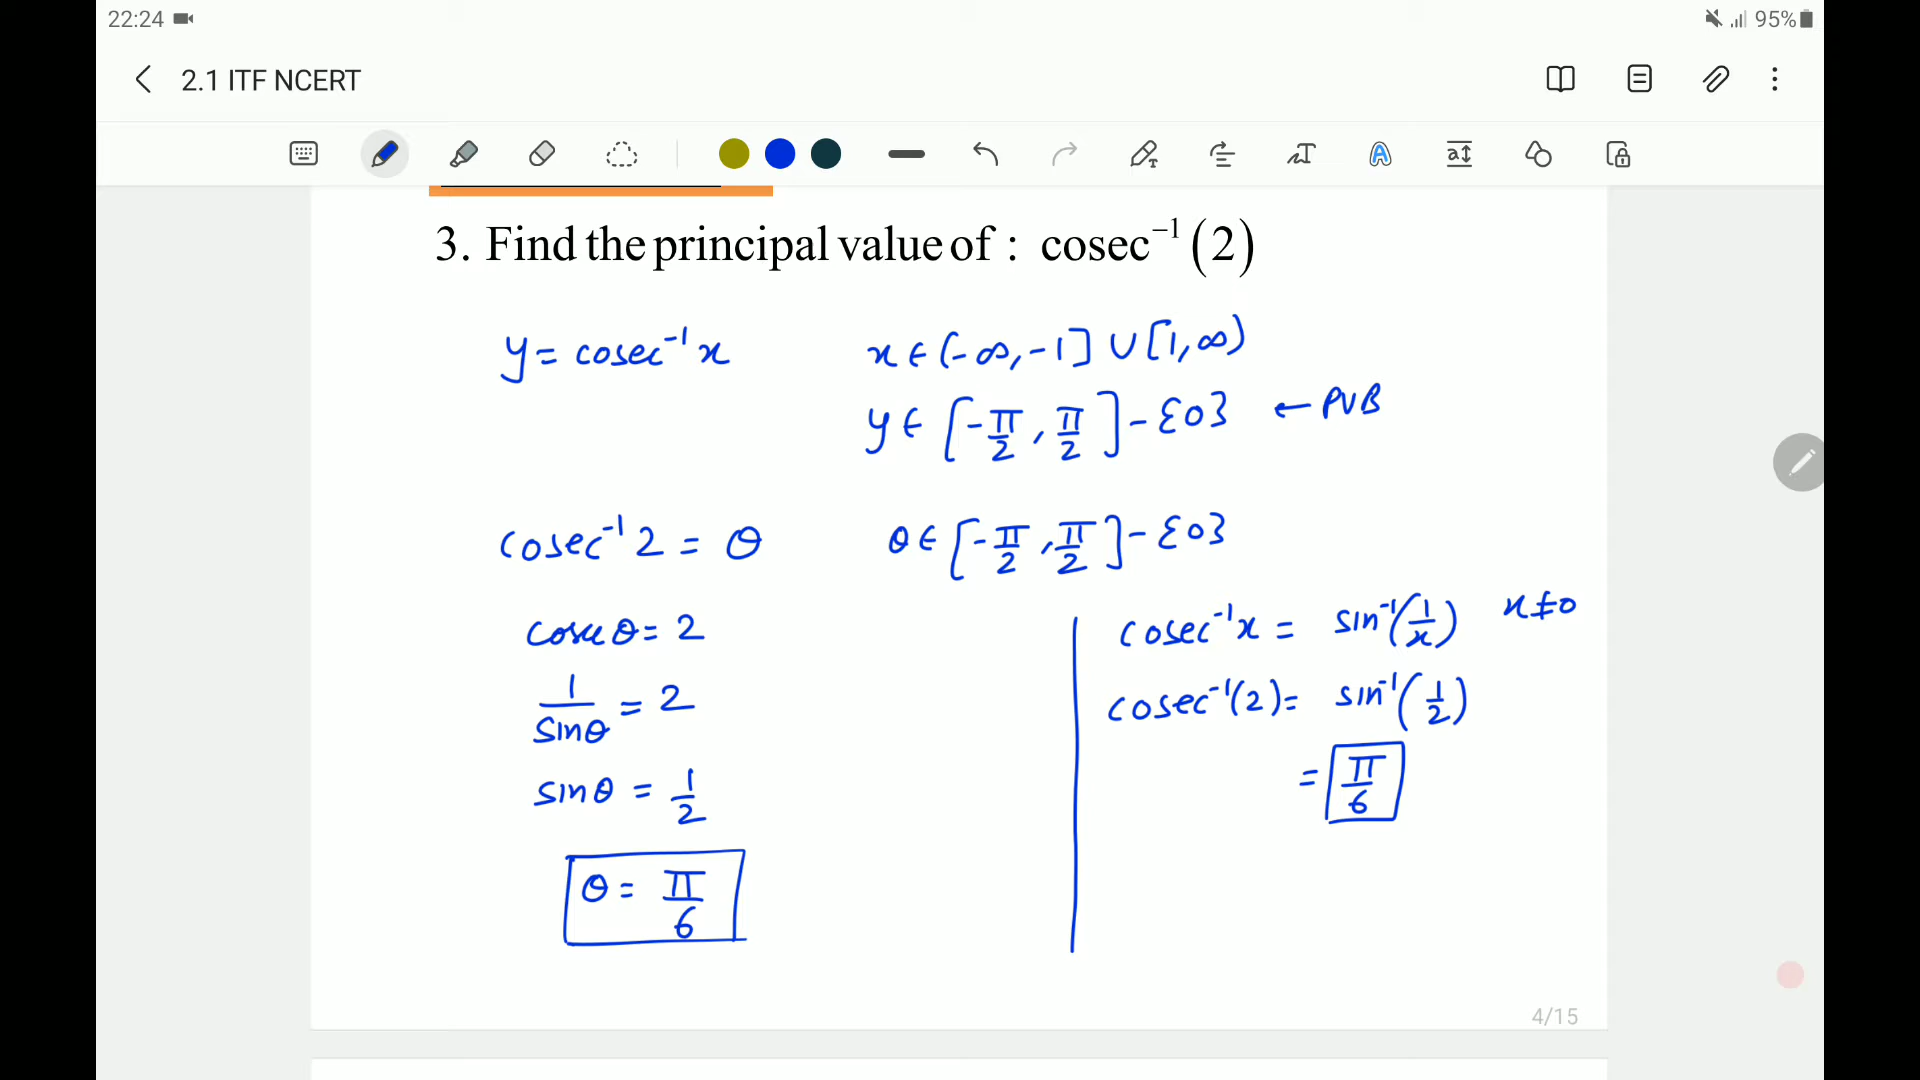 22:24
95%
2.1 ITF NCERT
3. Find the principal value of : cosec⁻¹(2)
y = cosec⁻¹x x ∈ (-∞, -1] ∪ [1, ∞)
y ∈ [-π/2, π/2] - {0} ← PVB
cosec⁻¹2 = θ θ ∈ [-π/2, π/2] - {0}
cosec θ = 2
1/sinθ = 2
sinθ = 1/2
θ = π/6
cosec⁻¹x = sin⁻¹(1/x) x ≠ 0
cosec⁻¹(2) = sin⁻¹(1/2)
= π/6
4/15